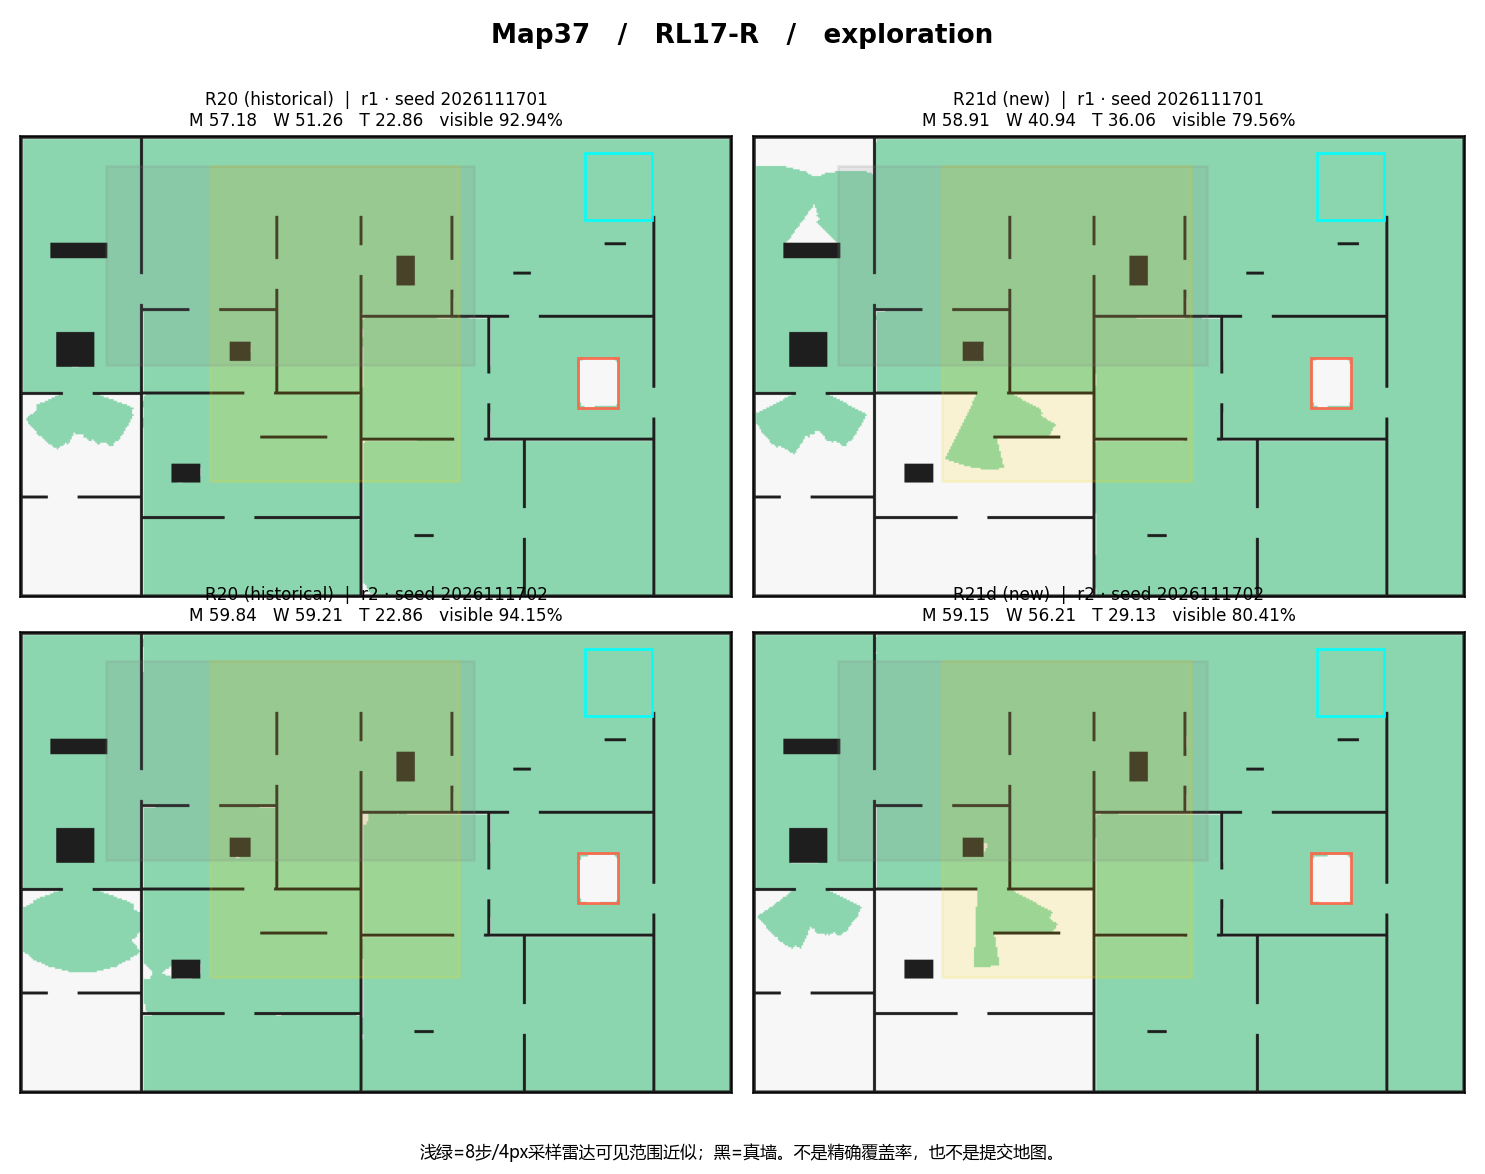 Map37 / RL17-R / exploration
R20 (historical) | r1 · seed 2026111701
M 57.18 W 51.26 T 22.86 visible 92.94%
R21d (new) | r1 · seed 2026111701
M 58.91 W 40.94 T 36.06 visible 79.56%
R20 (historical) | r2 · seed 2026111702
M 59.84 W 59.21 T 22.86 visible 94.15%
R21d (new) | r2 · seed 2026111702
M 59.15 W 56.21 T 29.13 visible 80.41%
浅绿=8步/4px采样雷达可见范围近似；黑=真墙。不是精确覆盖率，也不是提交地图。